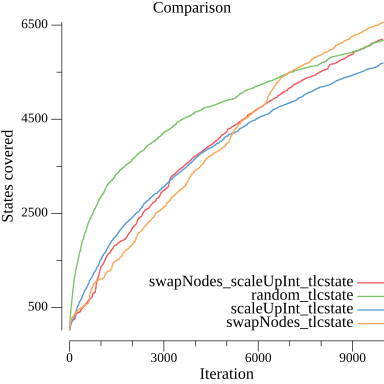 Comparison
6500
4500
2500
500
States covered
swapNodes_scaleUpInt_tlcstate
random_tlcstate
scaleUpInt_tlcstate
swapNodes_tlcstate
0 3000 6000 9000
Iteration